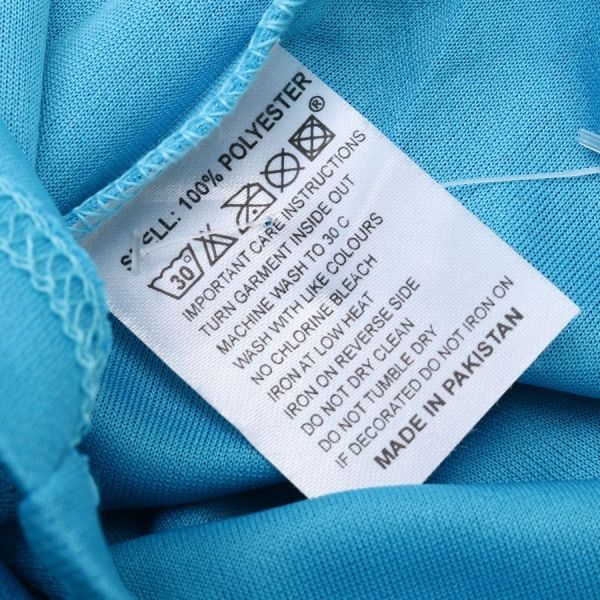 SHELL: 100% POLYESTER
®
30
IMPORTANT CARE INSTRUCTIONS
TURN GARMENT INSIDE OUT
MACHINE WASH TO 30 C
WASH WITH LIKE COLOURS
NO CHLORINE BLEACH
IRON AT LOW HEAT
IRON ON REVERSE SIDE
DO NOT DRY CLEAN
DO NOT TUMBLE DRY
IF DECORATED DO NOT IRON ON
MADE IN PAKISTAN